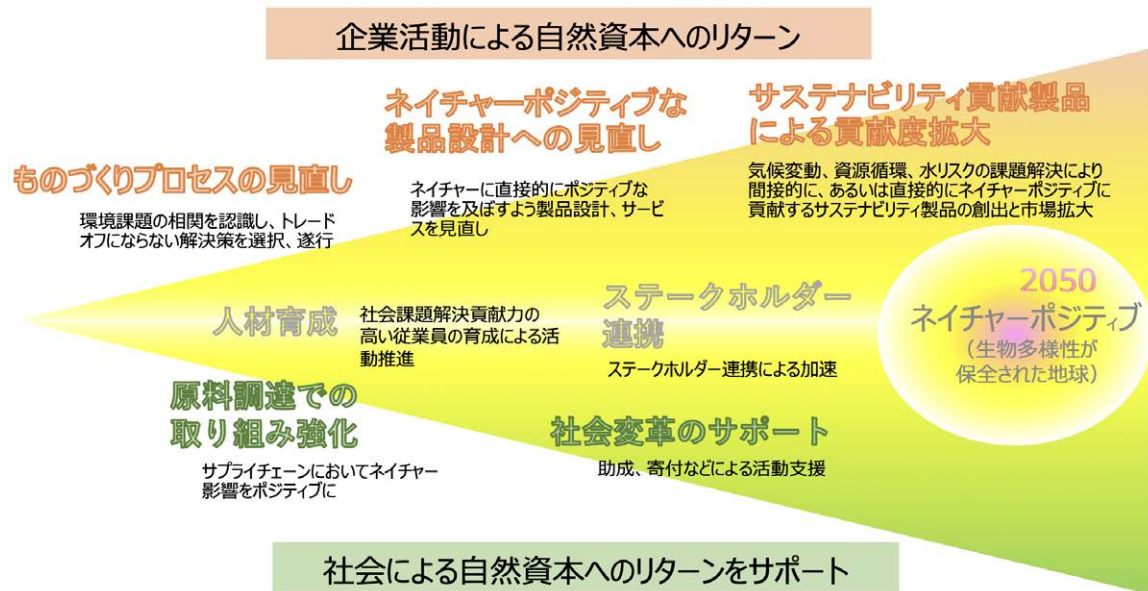 企業活動による自然資本へのリターン
ネイチャーポジティブな
製品設計への見直し
ネイチャーに直接的にポジティブな
影響を及ぼすよう製品設計、サービ
スを見直し
サステナビリティ貢献製品
による貢献度拡大
気候変動、資源循環、水リスクの課題解決により
間接的に、あるいは直接的にネイチャーポジティブに
貢献するサステナビリティ製品の創出と市場拡大
ものづくりプロセスの見直し
環境課題の相関を認識し、トレード
オフにならない解決策を選択、遂行
人材育成
社会課題解決貢献力の
高い従業員の育成による活
動推進
ステークホルダー
連携
ステークホルダー連携による加速
2050
ネイチャーポジティブ
(生物多様性が
保全された地球)
原料調達での
取り組み強化
サプライチェーンにおいてネイチャー
影響をポジティブに
社会変革のサポート
助成、寄付などによる活動支援
社会による自然資本へのリターンをサポート